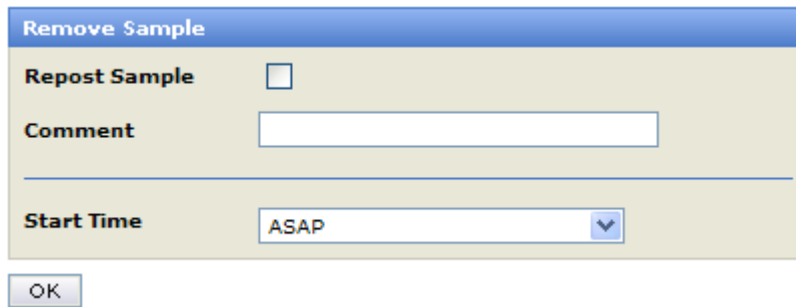 Remove Sample
Repost Sample
Comment
Start Time ASAP
OK